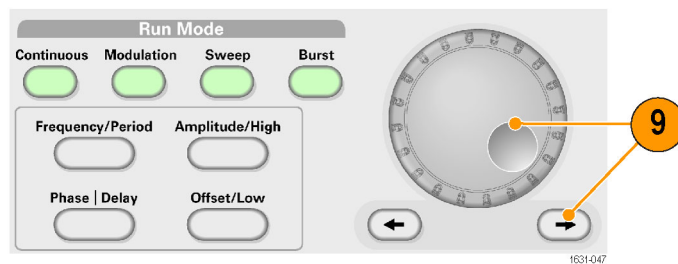 Run Mode
Continuous Modulation Sweep Burst
Frequency/Period Amplitude/High
Phase | Delay Offset/Low
9
1631-047